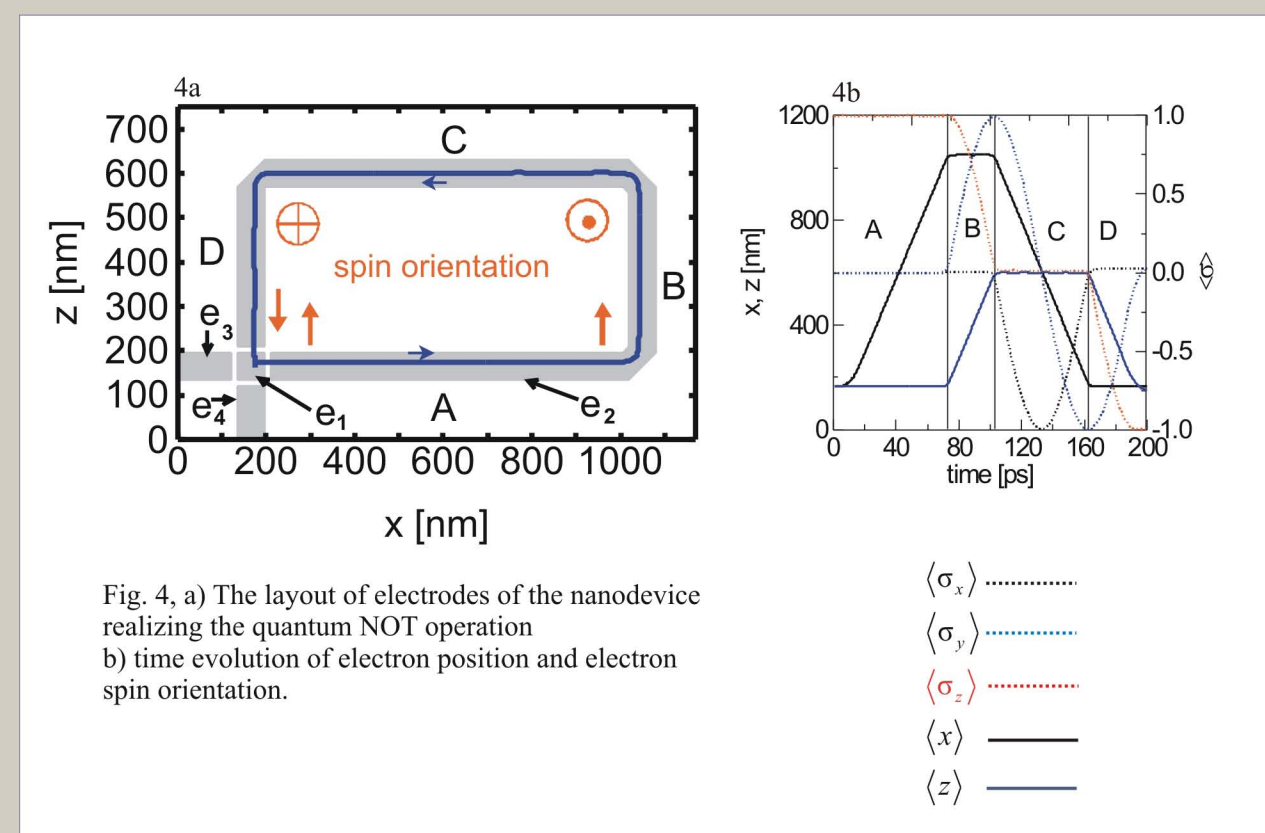 4a
700
600
500
400
300
200
100
0
z [nm]
0 200 400 600 800 1000
x [nm]
C
D
B
A
spin orientation
e3
e4
e1
e2
4b
1200
800
400
0
x, z [nm]
A
B
C
D
1.0
0.5
0.0
-0.5
-1.0
<σ>
0 40 80 120 160 200
time [ps]
Fig. 4, a) The layout of electrodes of the nanodevice
realizing the quantum NOT operation
b) time evolution of electron position and electron
spin orientation.
⟨σx⟩
⟨σy⟩
⟨σz⟩
⟨x⟩
⟨z⟩